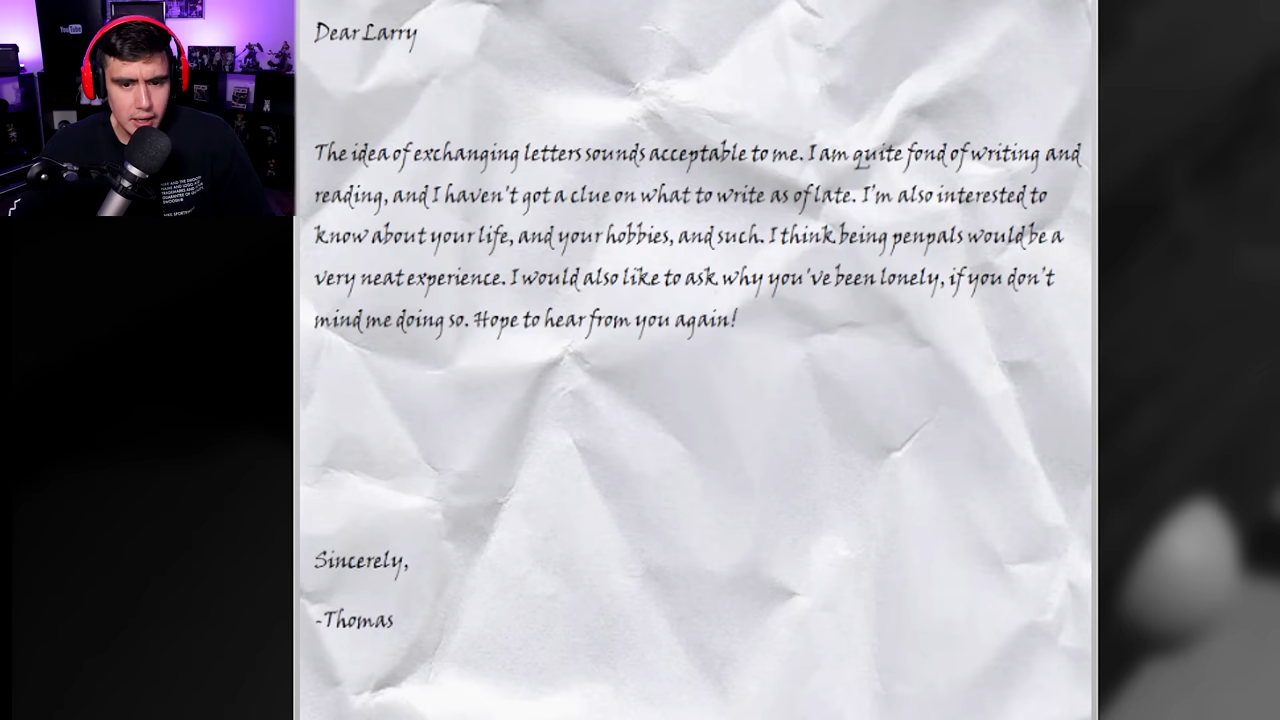 YouTube
Dear Larry
The idea of exchanging letters sounds acceptable to me. I am quite fond of writing and
reading, and I haven't got a clue on what to write as of late. I'm also interested to
know about your life, and your hobbies, and such. I think being penpals would be a
very neat experience. I would also like to ask why you've been lonely, if you don't
mind me doing so. Hope to hear from you again!
Sincerely,
-Thomas